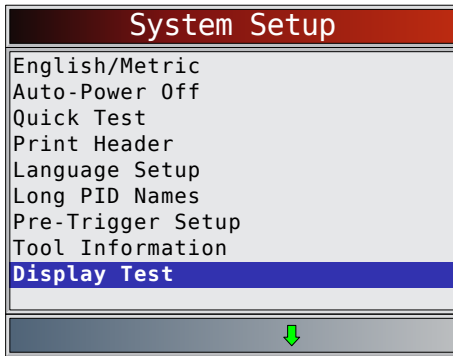 System Setup
English/Metric
Auto-Power Off
Quick Test
Print Header
Language Setup
Long PID Names
Pre-Trigger Setup
Tool Information
Display Test